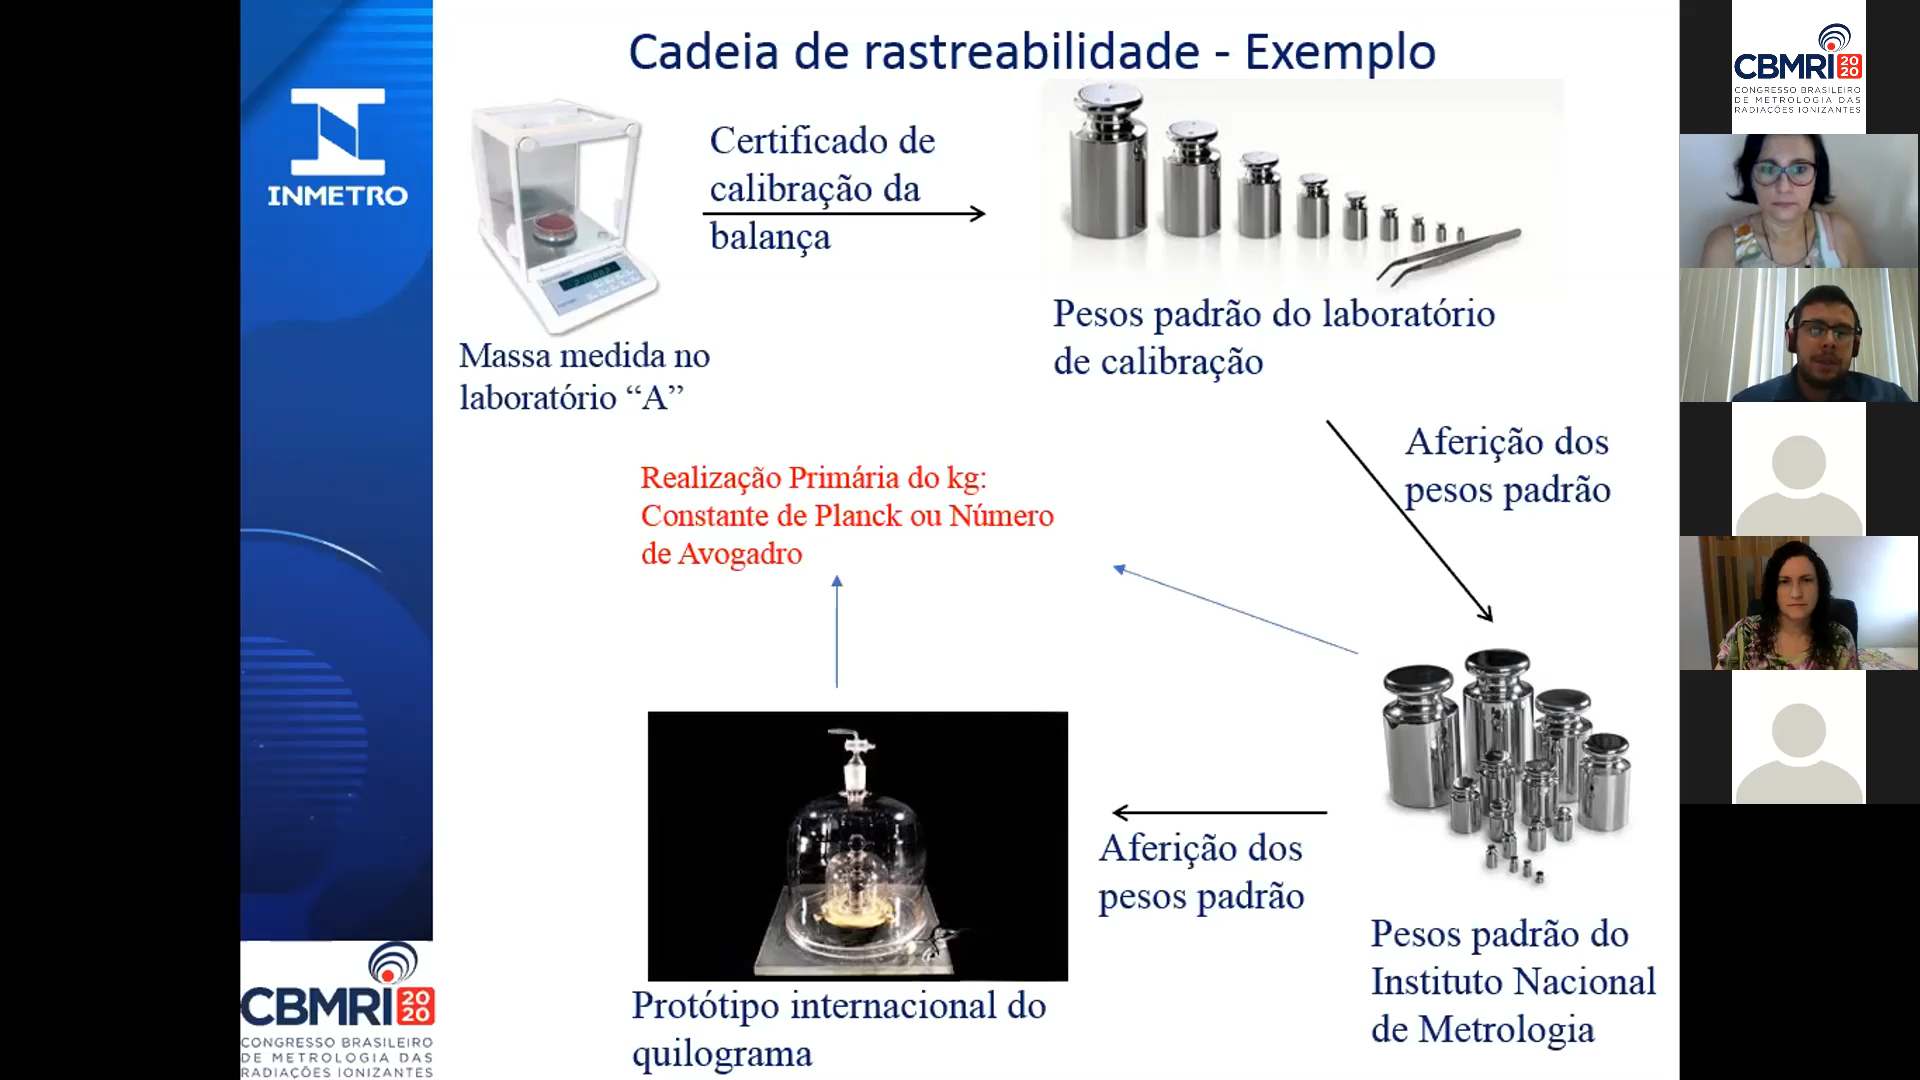 Cadeia de rastreabilidade - Exemplo
INMETRO
Certificado de
calibração da
balança
Massa medida no
laboratório “A”
Pesos padrão do laboratório
de calibração
Aferição dos
pesos padrão
Realização Primária do kg:
Constante de Planck ou Número
de Avogadro
Aferição dos
pesos padrão
Pesos padrão do
Instituto Nacional
de Metrologia
Protótipo internacional do
quilograma
CBMRI 20
20
CONGRESSO BRASILEIRO
DE METROLOGIA DAS
RADIAÇÕES IONIZANTES
CBMRI 20
20
CONGRESSO BRASILEIRO
DE METROLOGIA DAS
RADIAÇÕES IONIZANTES